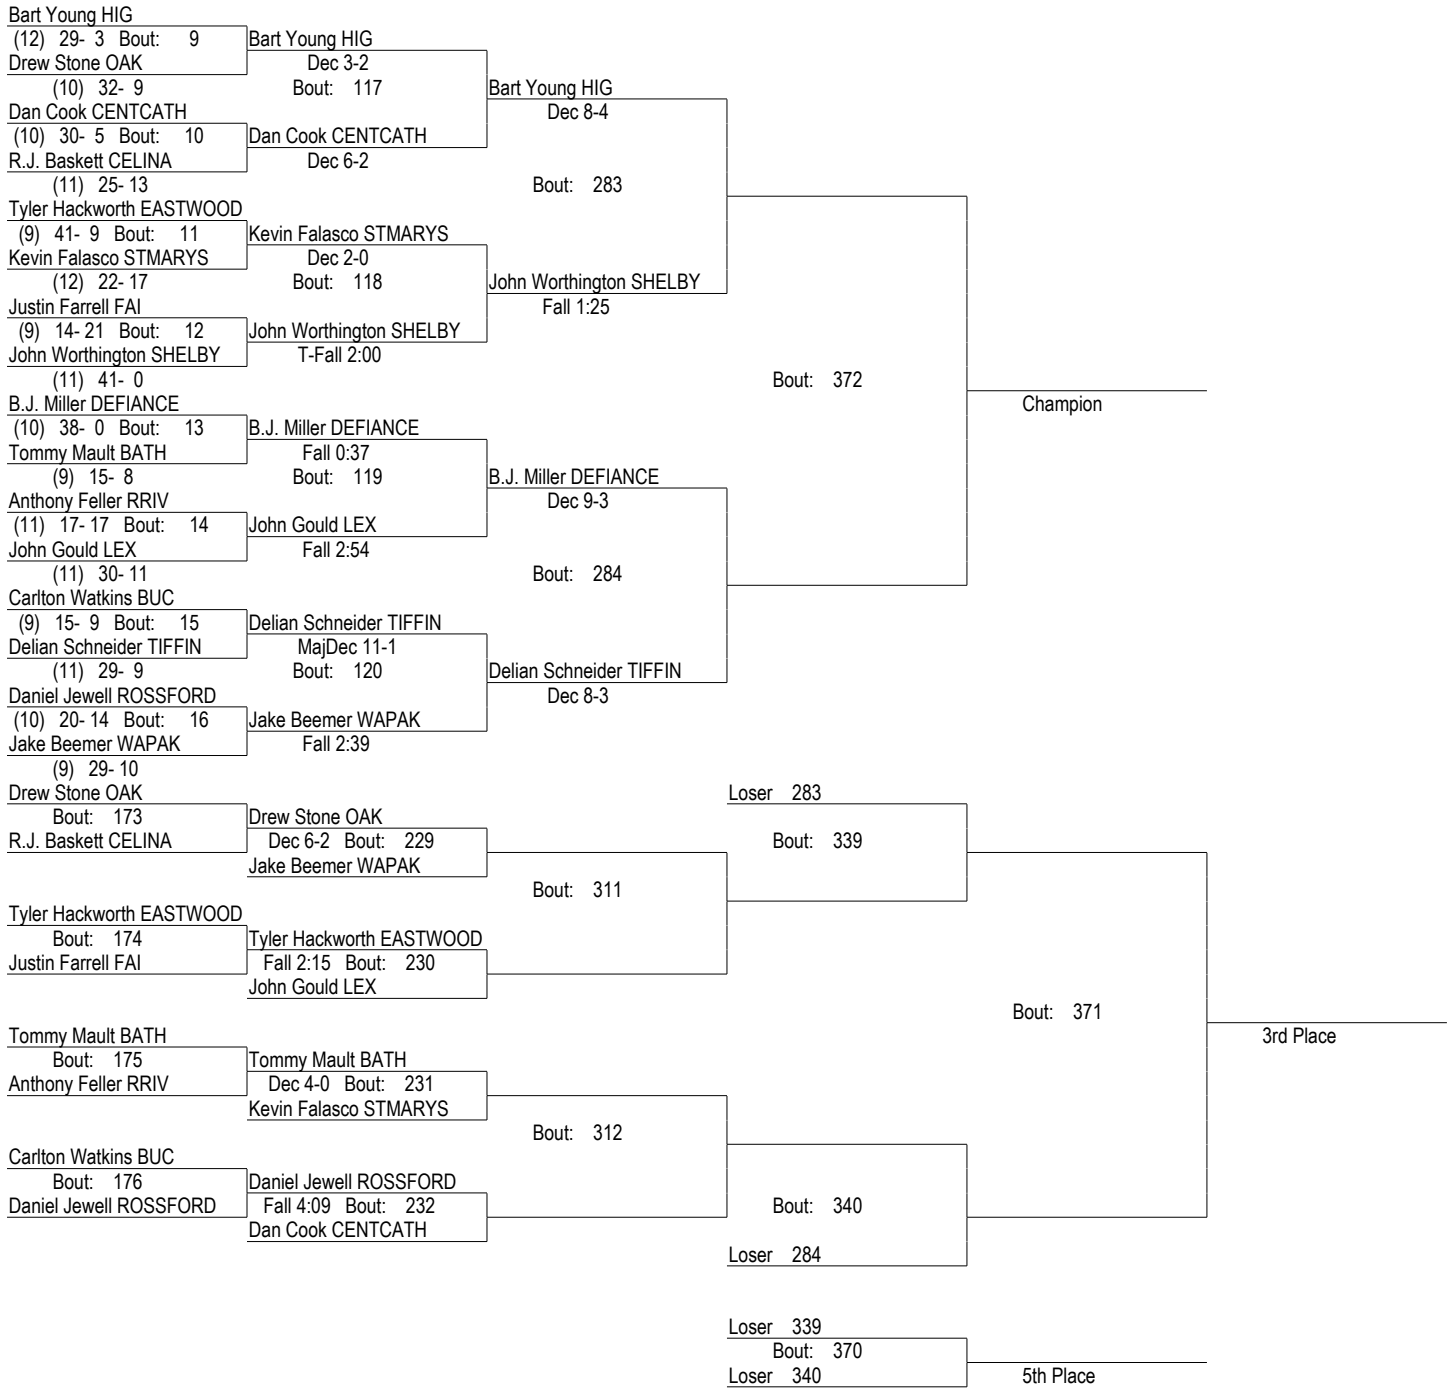 Bart Young HIG
(12) 29- 3 Bout: 9 Bart Young HIG
Drew Stone OAK Dec 3-2
(10) 32- 9 Bout: 117 Bart Young HIG
Dan Cook CENTCATH Dec 8-4
(10) 30- 5 Bout: 10 Dan Cook CENTCATH
R.J. Baskett CELINA Dec 6-2
(11) 25- 13 Bout: 283
Tyler Hackworth EASTWOOD
(9) 41- 9 Bout: 11 Kevin Falasco STMARYS
Kevin Falasco STMARYS Dec 2-0
(12) 22- 17 Bout: 118 John Worthington SHELBY
Justin Farrell FAI Fall 1:25
(9) 14- 21 Bout: 12 John Worthington SHELBY
John Worthington SHELBY T-Fall 2:00
(11) 41- 0 Bout: 372
B.J. Miller DEFIANCE Champion
(10) 38- 0 Bout: 13 B.J. Miller DEFIANCE
Tommy Mault BATH Fall 0:37
(9) 15- 8 Bout: 119 B.J. Miller DEFIANCE
Anthony Feller RRIV Dec 9-3
(11) 17- 17 Bout: 14 John Gould LEX
John Gould LEX Fall 2:54
(11) 30- 11 Bout: 284
Carlton Watkins BUC
(9) 15- 9 Bout: 15 Delian Schneider TIFFIN
Delian Schneider TIFFIN MajDec 11-1
(11) 29- 9 Bout: 120 Delian Schneider TIFFIN
Daniel Jewell ROSSFORD Dec 8-3
(10) 20- 14 Bout: 16 Jake Beemer WAPAK
Jake Beemer WAPAK Fall 2:39
(9) 29- 10
Drew Stone OAK Loser 283
Bout: 173 Drew Stone OAK
R.J. Baskett CELINA Dec 6-2 Bout: 229 Bout: 339
Jake Beemer WAPAK
Bout: 311
Tyler Hackworth EASTWOOD
Bout: 174 Tyler Hackworth EASTWOOD
Justin Farrell FAI Fall 2:15 Bout: 230
John Gould LEX
Bout: 371
Tommy Mault BATH 3rd Place
Bout: 175 Tommy Mault BATH
Anthony Feller RRIV Dec 4-0 Bout: 231
Kevin Falasco STMARYS
Bout: 312
Carlton Watkins BUC
Bout: 176 Daniel Jewell ROSSFORD
Daniel Jewell ROSSFORD Fall 4:09 Bout: 232 Bout: 340
Dan Cook CENTCATH
Loser 284
Loser 339
Bout: 370
Loser 340 5th Place